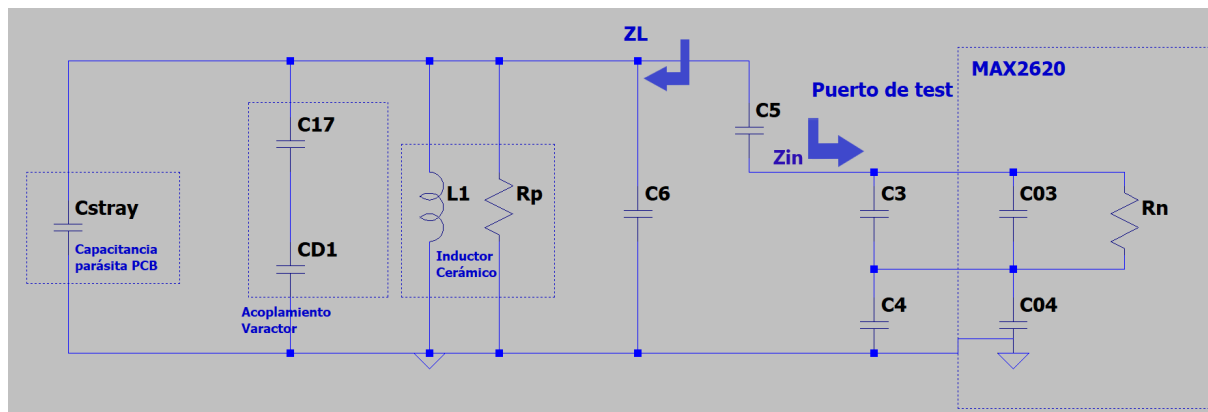 ZL
MAX2620
Puerto de test
C5
C17
Zin
L1
Rp
C6
C3
C03
Rn
Cstray
Capacitancia
parásita PCB
CD1
Inductor
Cerámico
C4
C04
Acoplamiento
Varactor